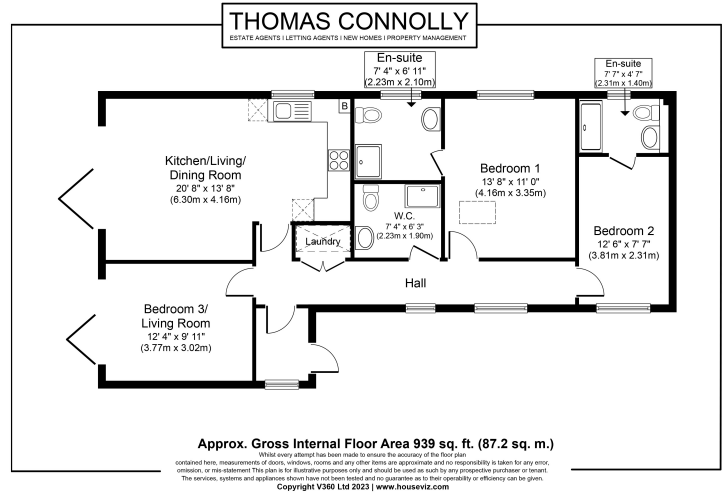 THOMAS CONNOLLY
ESTATE AGENTS I LETTING AGENTS I NEW HOMES I PROPERTY MANAGEMENT
En-suite
7' 4" x 6' 11"
(2.23m x 2.10m)
En-suite
7' 7" x 4' 7"
(2.31m x 1.40m)
B
Kitchen/Living/
Dining Room
20' 8" x 13' 8"
(6.30m x 4.16m)
Bedroom 1
13' 8" x 11' 0"
(4.16m x 3.35m)
W.C.
7' 4" x 6' 3"
(2.23m x 1.90m)
Laundry
Bedroom 2
12' 6" x 7' 7"
(3.81m x 2.31m)
Hall
Bedroom 3/
Living Room
12' 4" x 9' 11"
(3.77m x 3.02m)
Approx. Gross Internal Floor Area 939 sq. ft. (87.2 sq. m.)
Whilst every attempt has been made to ensure the accuracy of the floor plan
contained here, measurements of doors, windows, rooms and any other items are approximate and no responsibility is taken for any error,
omission, or mis-statement This plan is for illustrative purposes only and should be used as such by any prospective purchaser or tenant.
The services, systems and appliances shown have not been tested and no guarantee as to their operability or efficiency can be given.
Copyright V360 Ltd 2023 | www.houseviz.com